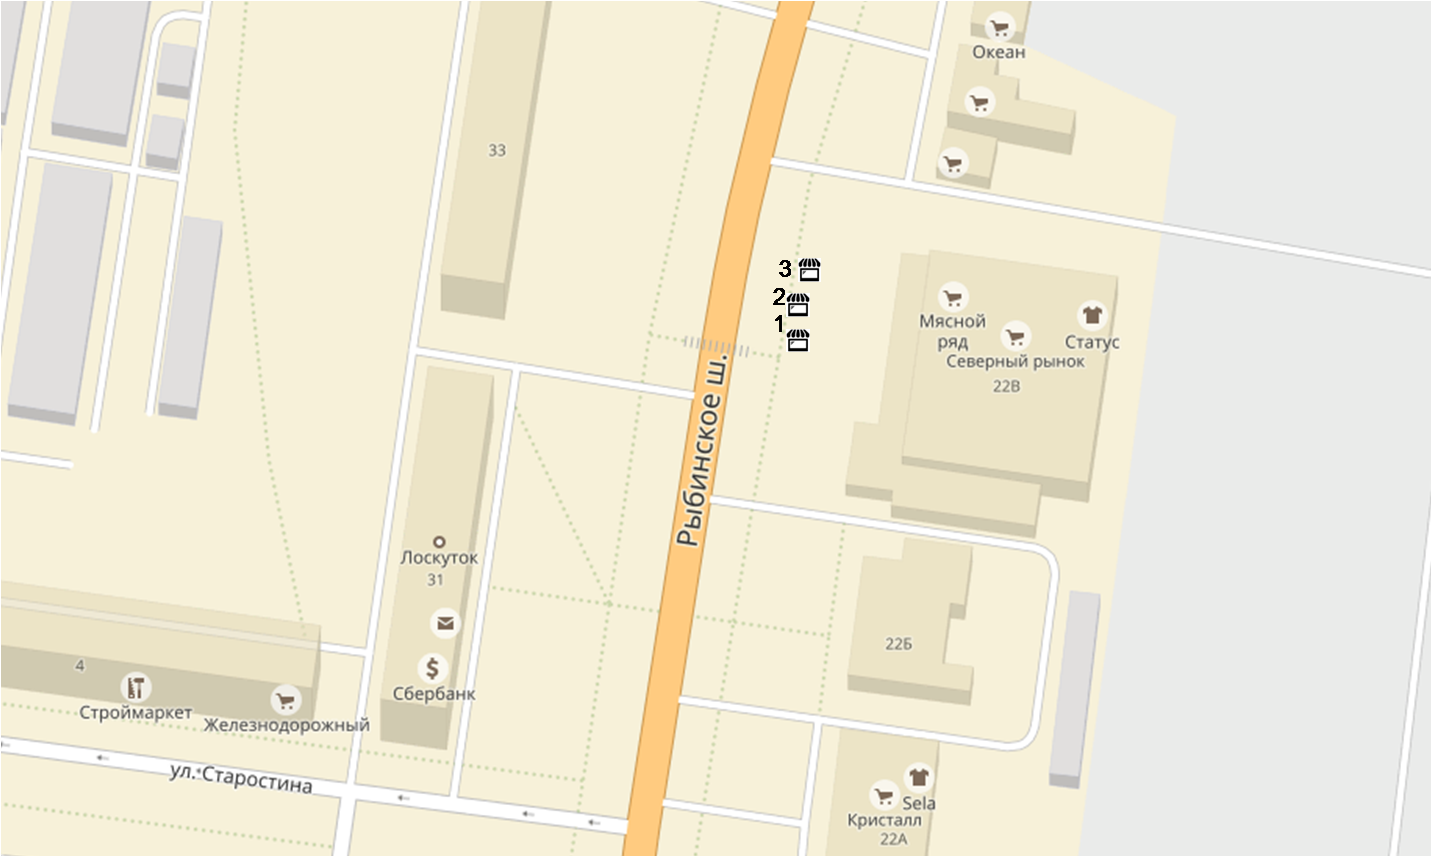 Океан
33
3
2
1
Мясной
ряд
Статус
Северный рынок
22В
Рыбинское ш.
Лоскуток
31
22Б
4
$
Сбербанк
Строймаркет
Железнодорожный
ул. Старостина
Sela
Кристалл
22А